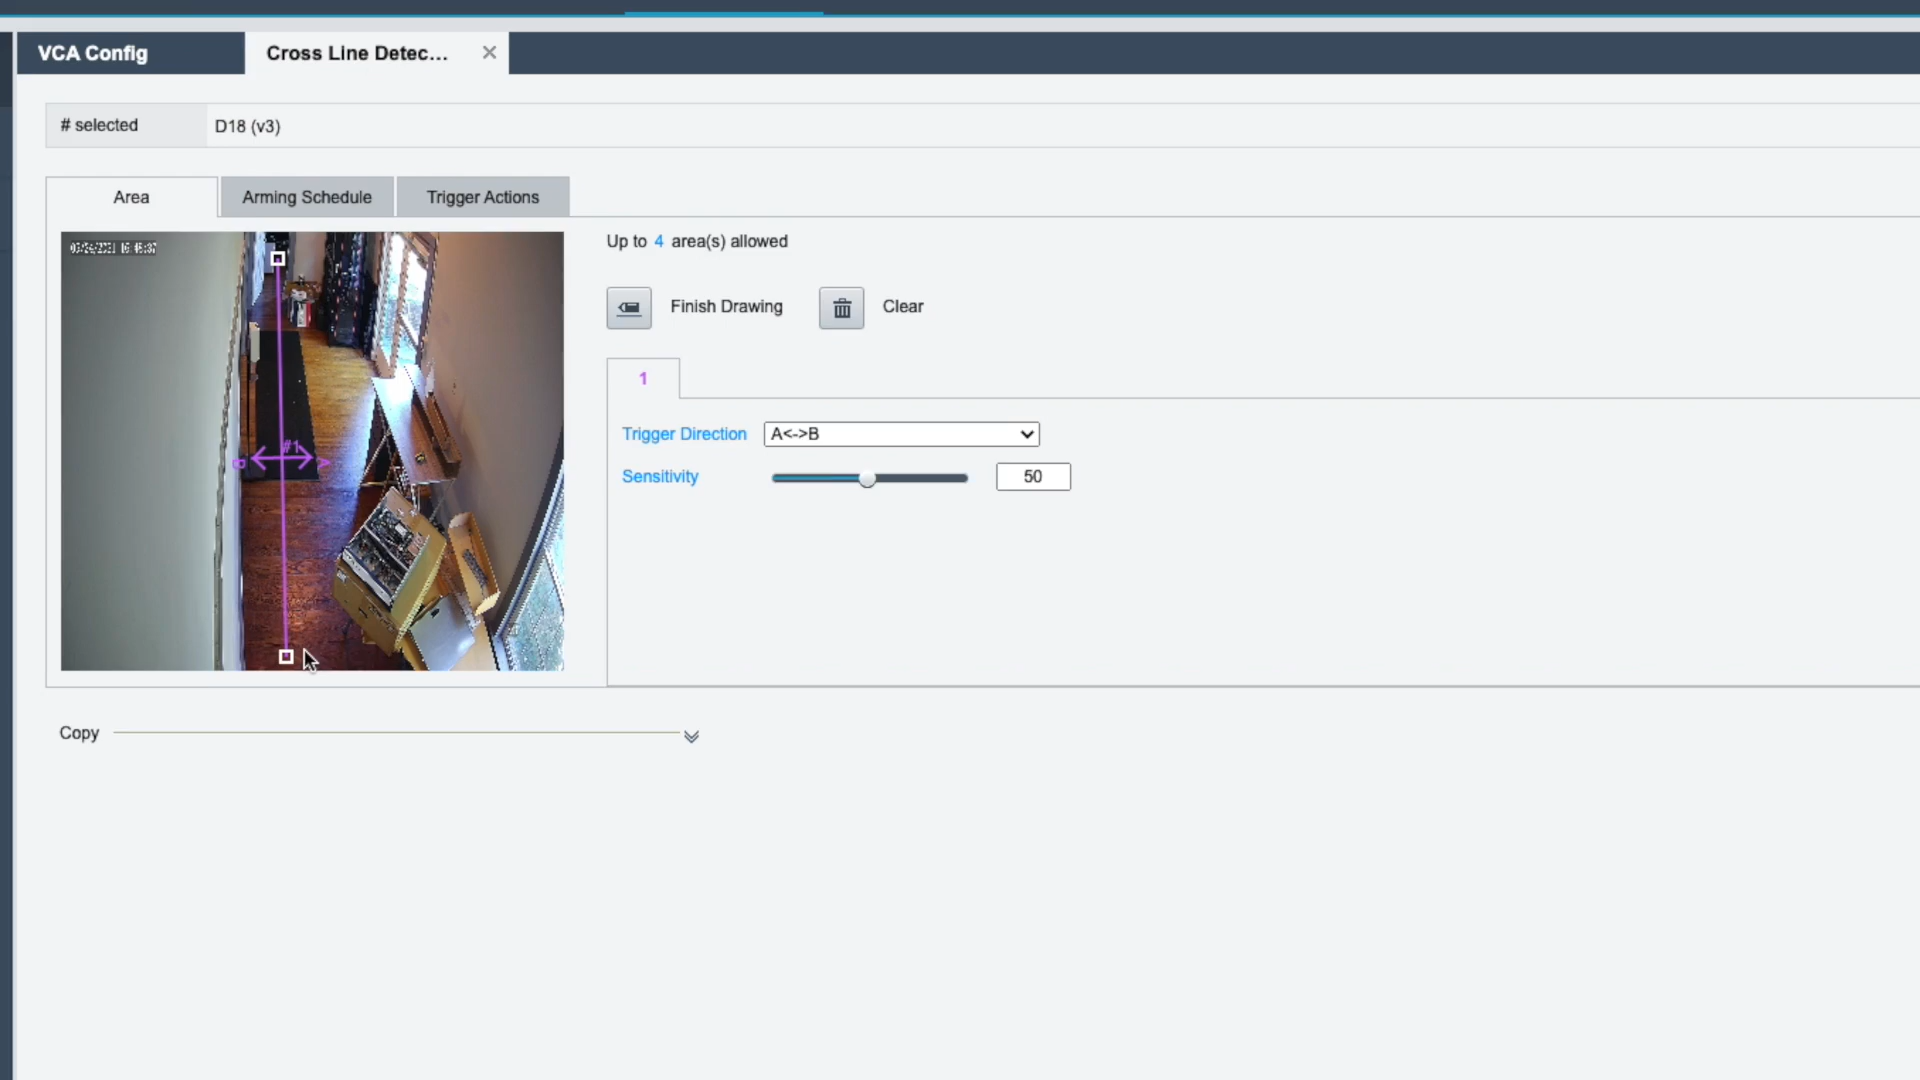 VCA Config
Cross Line Detec...
# selected
D18 (v3)
Area
Arming Schedule
Trigger Actions
#1
Up to 4 area(s) allowed
Finish Drawing
Clear
1
Trigger Direction
A<->B
Sensitivity
50
Copy